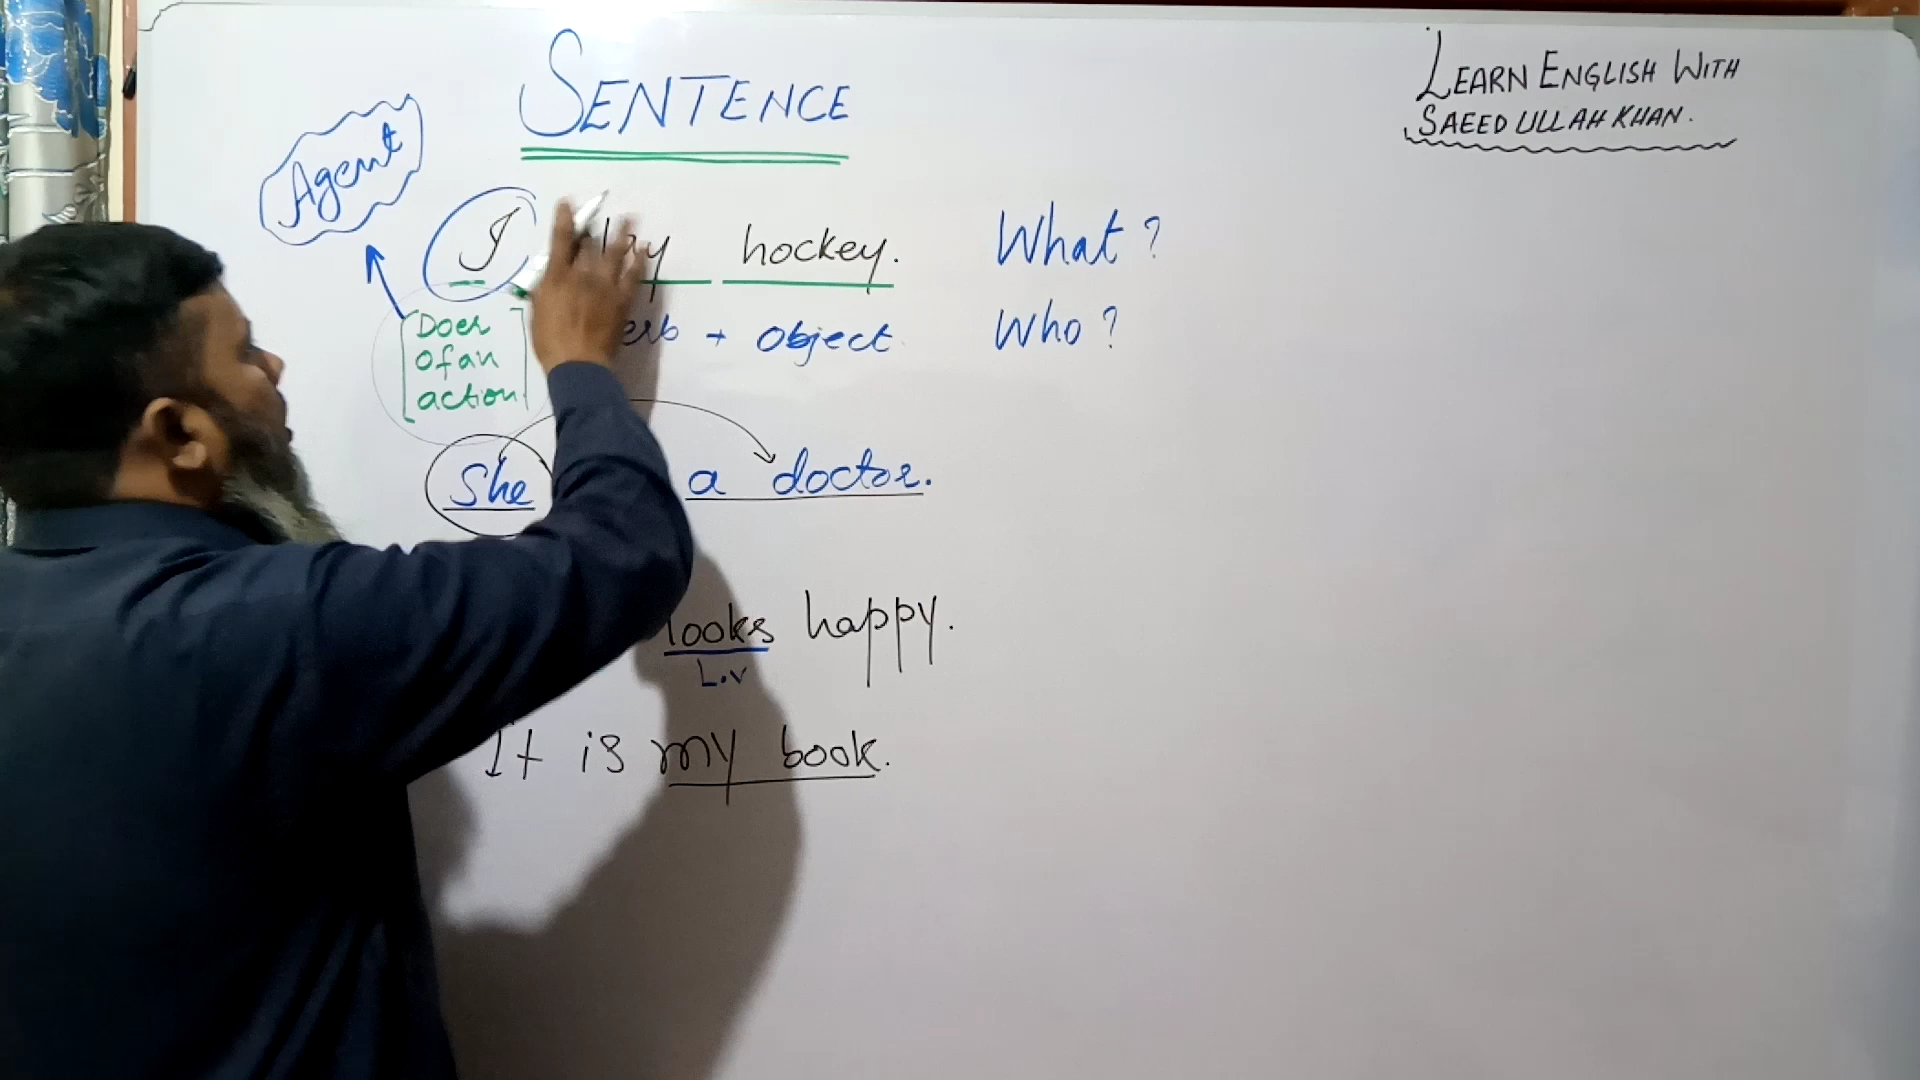 SENTENCE
LEARN ENGLISH WITH
SAEED ULLAH KHAN.
Agent
I hockey. What?
Doer
of an
action
+ Object Who?
She a doctor.
looks happy.
L.V
It is my book.